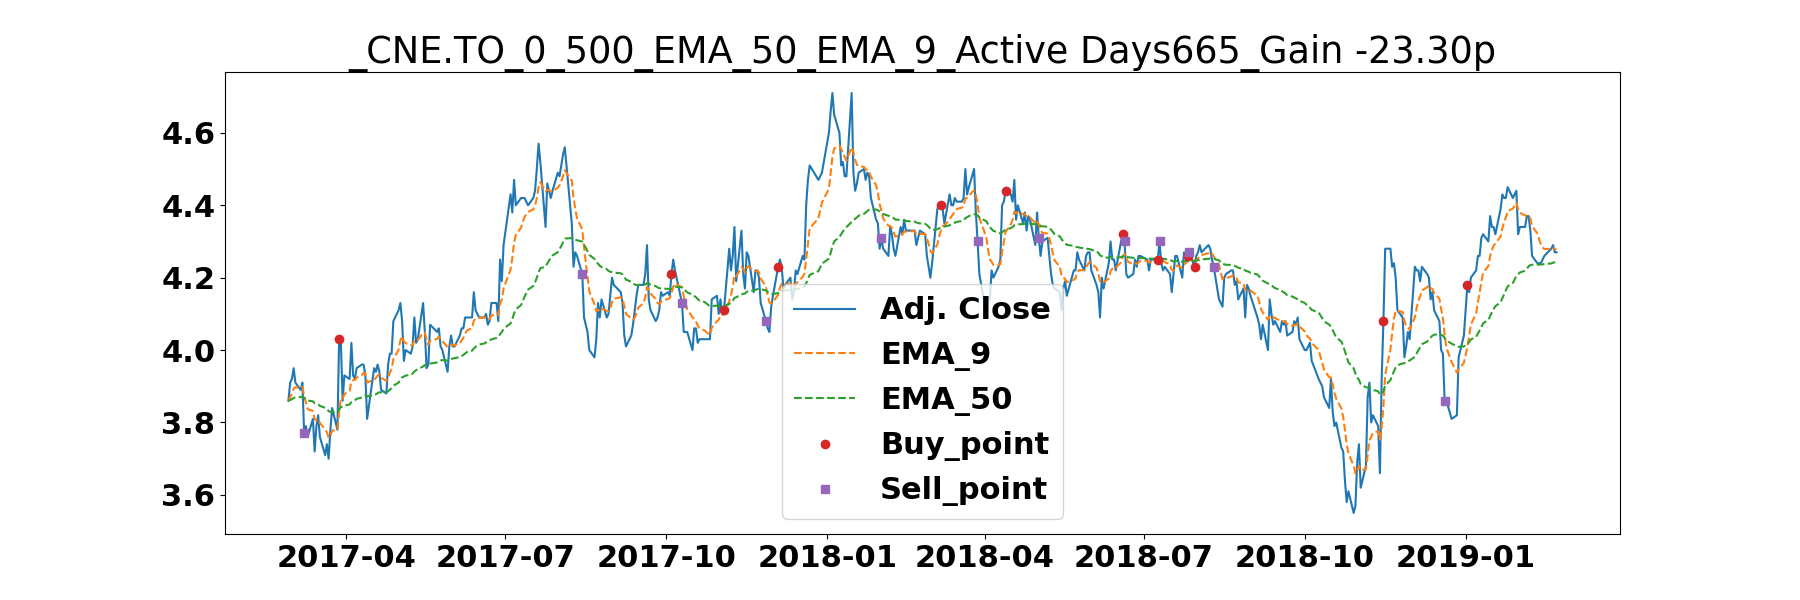 _CNE.TO_0_500_EMA_50_EMA_9_Active Days665_Gain -23.30p
4.6
4.4
4.2
4.0
3.8
3.6
Adj. Close
EMA_9
EMA_50
Buy_point
Sell_point
2017-04 2017-07 2017-10 2018-01 2018-04 2018-07 2018-10 2019-01